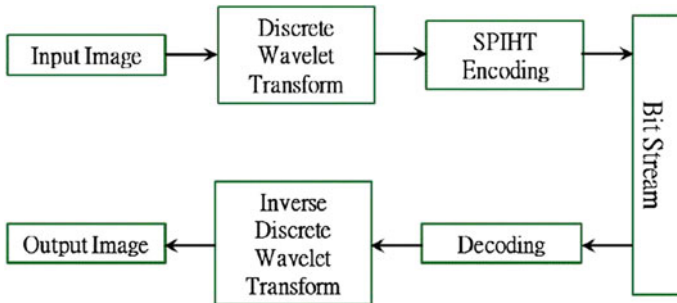 Input Image
Discrete
Wavelet
Transform
SPIHT
Encoding
Bit Stream
Output Image
Inverse
Discrete
Wavelet
Transform
Decoding